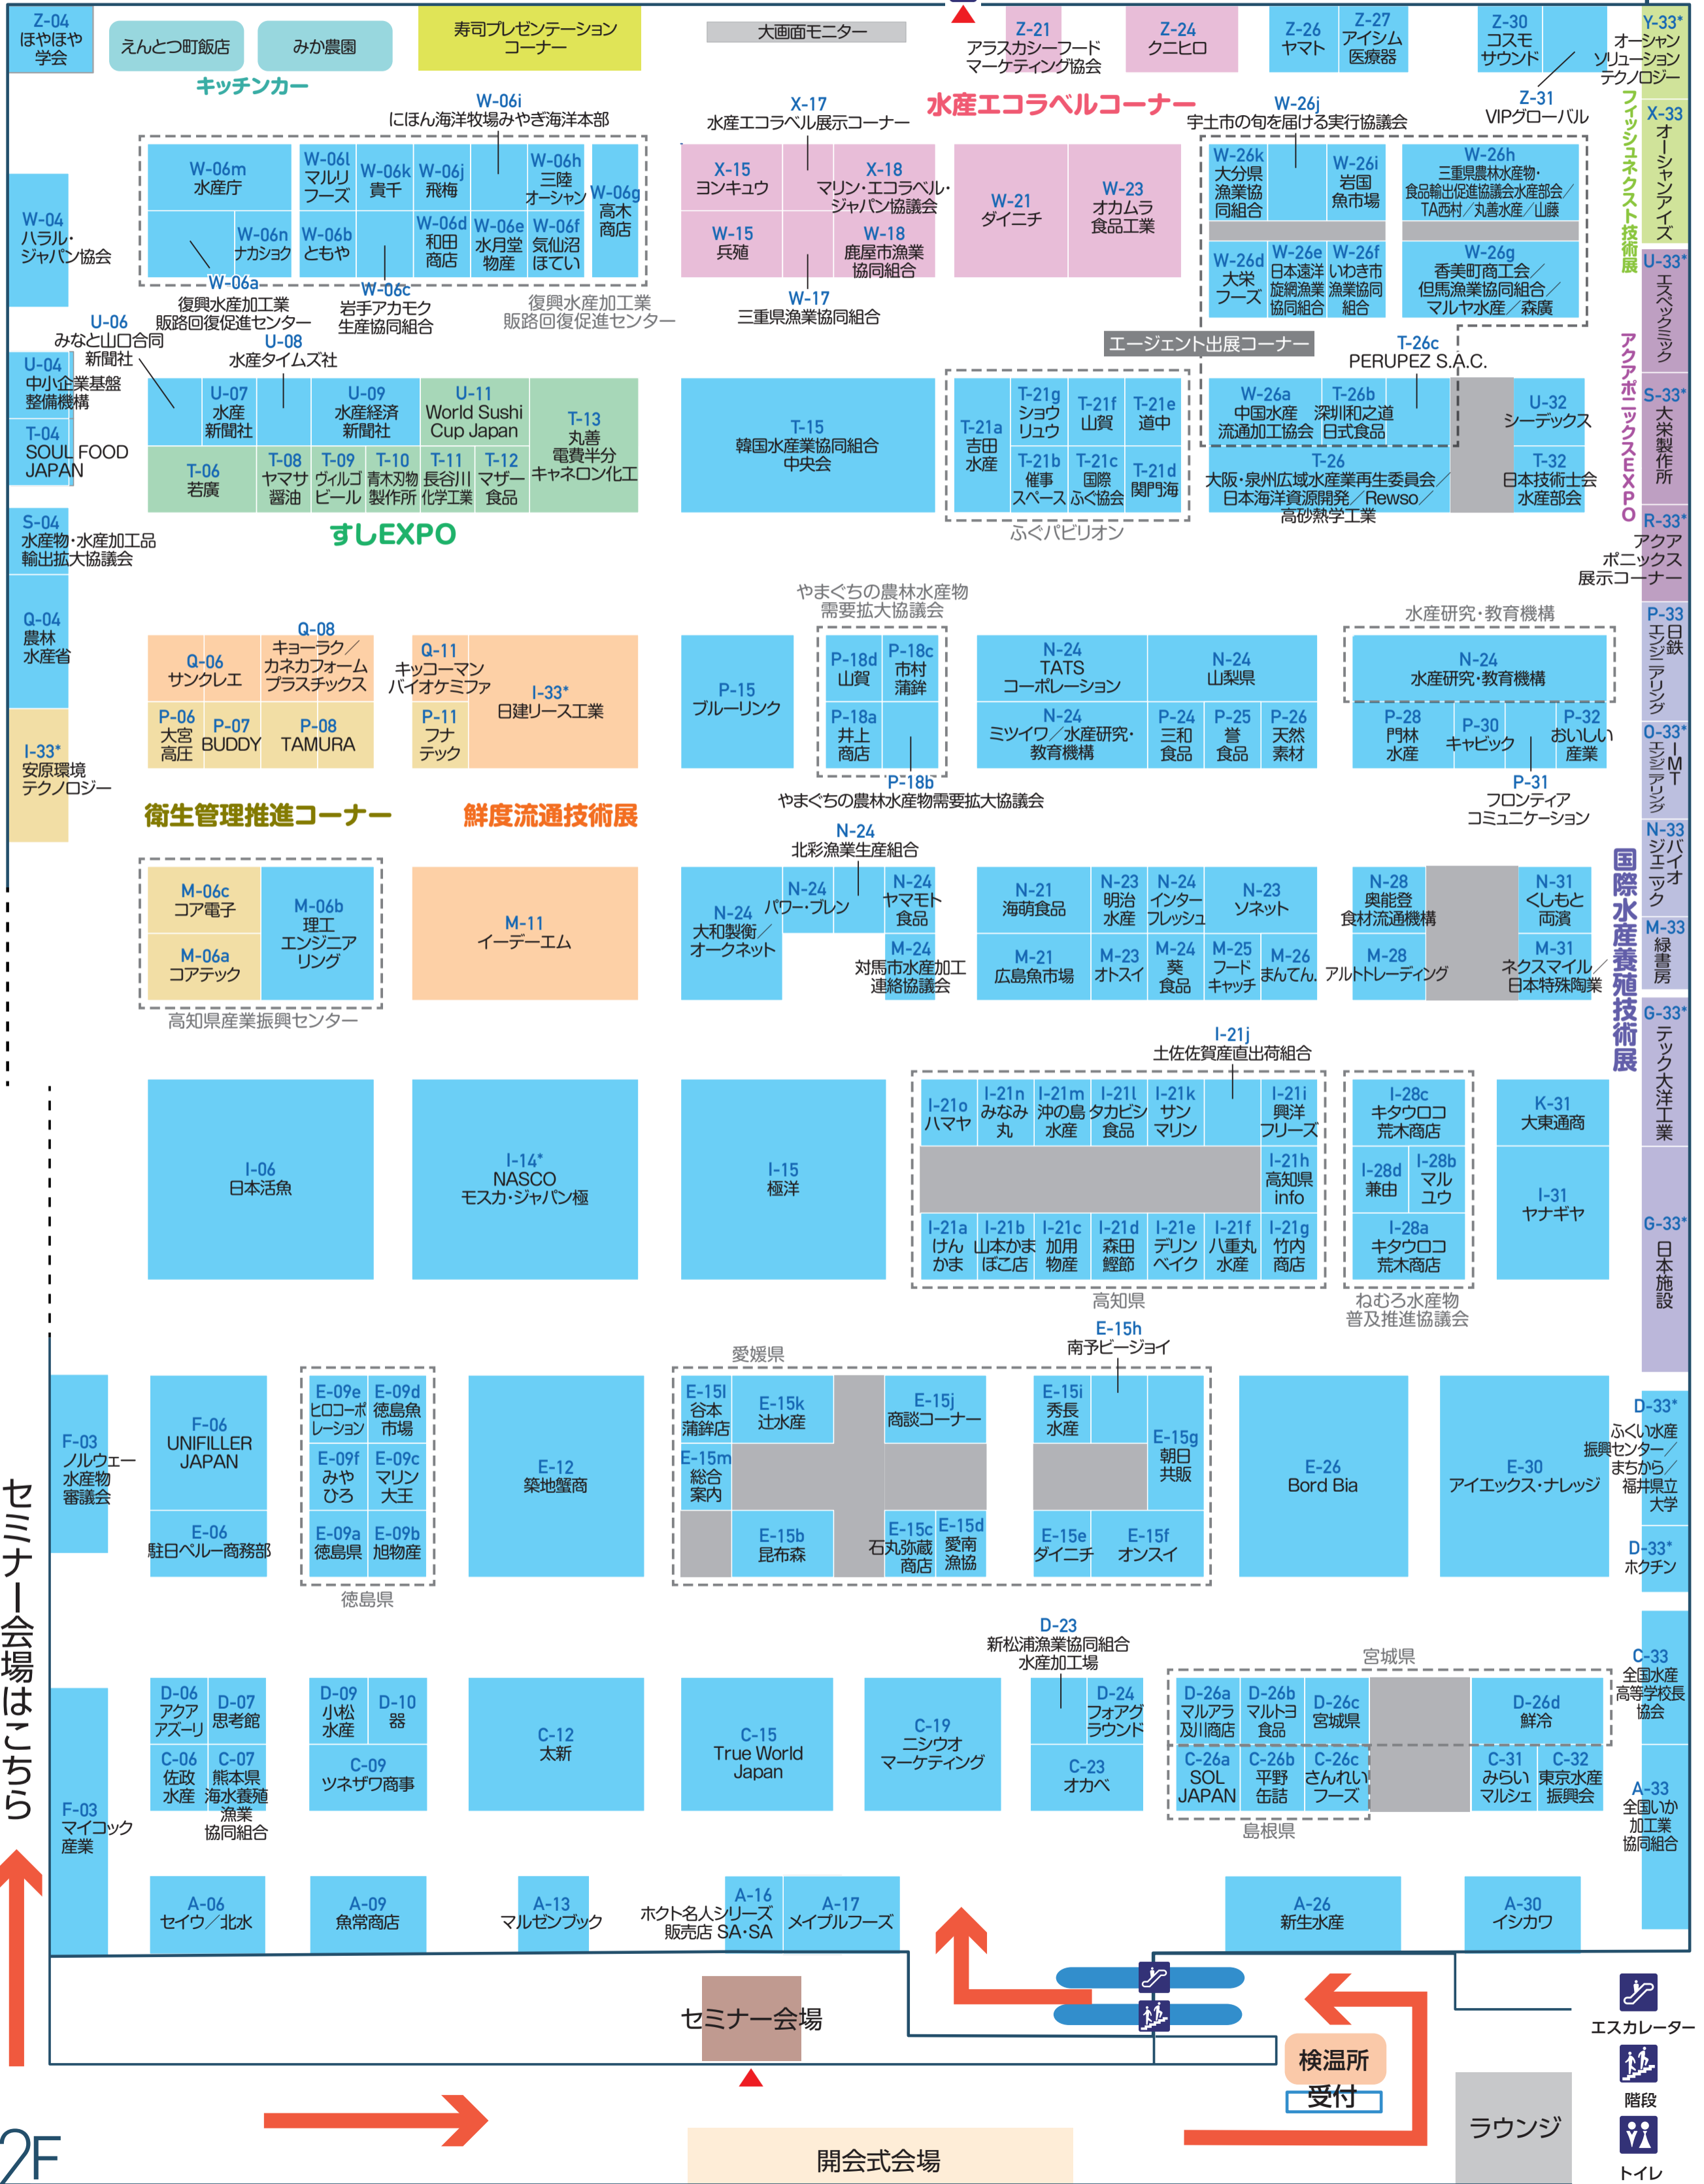 Z-04
ほやほや
学会
えんとつ町飯店
みか農園
キッチンカー
寿司プレゼンテーション
コーナー
大画面モニター
Z-21
アラスカシーフード
マーケティング協会
Z-24
クニヒロ
Z-26
ヤマト
Z-27
アイシム
医療器
Z-30
コスモ
サウンド
Z-31
VIPグローバル
Y-33*
オーシャン
ソリューション
テクノロジー
水産エコラベルコーナー
フィッシュネクスト技術展
X-33
オーシャンアイズ
W-04
ハラル・
ジャパン協会
W-06m
水産庁
W-06l
マルリ
フーズ
W-06k
貴千
W-06j
飛梅
W-06i
にほん海洋牧場みやぎ海洋本部
W-06h
三陸
オーシャン
W-06g
高木
商店
W-06n
ナカショク
W-06b
ともや
W-06d
和田
商店
W-06e
水月堂
物産
W-06f
気仙沼
ほてい
W-06a
復興水産加工業
販路回復促進センター
W-06c
岩手アカモク
生産協同組合
復興水産加工業
販路回復促進センター
X-17
水産エコラベル展示コーナー
X-15
ヨンキュウ
X-18
マリン・エコラベル・
ジャパン協議会
W-15
兵殖
W-18
鹿屋市漁業
協同組合
W-17
三重県漁業協同組合
W-21
ダイニチ
W-23
オカムラ
食品工業
W-26j
宇土市の旬を届ける実行協議会
W-26k
大分県
漁業協
同組合
W-26i
岩国
魚市場
W-26h
三重県農林水産物・
食品輸出促進協議会水産部会／
TA西村／丸善水産／山藤
W-26d
大栄
フーズ
W-26e
日本遠洋
旋網漁業
協同組合
W-26f
いわき市
漁業協同
組合
W-26g
香美町商工会／
但馬漁業協同組合／
マルヤ水産／森廣
U-33*
エスペックミック
アクアポニックスEXPO
S-33*
大栄製作所
R-33*
アクア
ポニックス
展示コーナー
U-04
中小企業基盤
整備機構
T-04
SOUL FOOD
JAPAN
U-06
みなと山口合同
新聞社
U-07
水産
新聞社
U-08
水産タイムズ社
U-09
水産経済
新聞社
U-11
World Sushi
Cup Japan
T-13
丸善
電費半分
キャネロン化工
T-06
若廣
T-08
ヤマサ
醤油
T-09
ヴィルゴ
ビール
T-10
青木刃物
製作所
T-11
長谷川
化学工業
T-12
マザー
食品
すしEXPO
T-15
韓国水産業協同組合
中央会
T-21a
吉田
水産
T-21g
ショウ
リュウ
T-21f
山賀
T-21e
道中
T-21b
催事
スペース
T-21c
国際
ふぐ協会
T-21d
関門海
ふぐパビリオン
エージェント出展コーナー
T-26c
PERUPEZ S.A.C.
W-26a
中国水産
流通加工協会
T-26b
深圳和之道
日式食品
U-32
シーデックス
T-26
大阪・泉州広域水産業再生委員会／
日本海洋資源開発／Rewso／
高砂熱学工業
T-32
日本技術士会
水産部会
S-04
水産物・水産加工品
輸出拡大協議会
Q-04
農林
水産省
I-33*
安原環境
テクノロジー
Q-06
サンクレエ
Q-08
キョーラク／
カネカフォーム
プラスチックス
P-06
大宮
高圧
P-07
BUDDY
P-08
TAMURA
衛生管理推進コーナー
Q-11
キッコーマン
バイオケミファ
P-11
フナ
テック
I-33*
日建リース工業
鮮度流通技術展
P-15
ブルーリンク
やまぐちの農林水産物
需要拡大協議会
P-18d
山賀
P-18c
市村
蒲鉾
P-18a
井上
商店
P-18b
やまぐちの農林水産物需要拡大協議会
N-24
TATS
コーポレーション
N-24
山梨県
N-24
ミツイワ／水産研究・
教育機構
P-24
三和
食品
P-25
誉
食品
P-26
天然
素材
水産研究・教育機構
N-24
水産研究・教育機構
P-28
門林
水産
P-30
キャビック
P-32
おいしい
産業
P-31
フロンティア
コミュニケーション
P-33
日鉄
エンジニアリング
O-33*
IMT
エンジニアリング
N-33
バイオ
ジェニック
M-33
緑書房
国際水産養殖技術展
M-06c
コア電子
M-06a
コアテック
M-06b
理工
エンジニア
リング
高知県産業振興センター
M-11
イーデーエム
N-24
北彩漁業生産組合
N-24
大和製衡／
オークネット
N-24
パワー・ブレン
N-24
ヤマモト
食品
M-24
対馬市水産加工
連絡協議会
N-21
海萌食品
N-23
明治
水産
N-24
インター
フレッシュ
N-23
ソネット
M-21
広島魚市場
M-23
オトスイ
M-24
葵
食品
M-25
フード
キャッチ
M-26
まんてん.
N-28
奥能登
食材流通機構
M-28
アルトトレーディング
N-31
くしもと
両濱
M-31
ネクスマイル／
日本特殊陶業
G-33*
テック大洋工業
G-33*
日本施設
I-06
日本活魚
I-14*
NASCO
モスカ・ジャパン極
I-15
極洋
I-21j
土佐佐賀産直出荷組合
I-21o
ハマヤ
I-21n
みなみ
丸
I-21m
沖の島
水産
I-21l
タカビシ
食品
I-21k
サン
マリン
I-21i
興洋
フリーズ
I-21h
高知県
info
I-21a
けん
かま
I-21b
山本かま
ぼこ店
I-21c
加用
物産
I-21d
森田
鰹節
I-21e
デリン
ベイク
I-21f
八重丸
水産
I-21g
竹内
商店
高知県
I-28c
キタウロコ
荒木商店
I-28d
兼由
I-28b
マル
ユウ
I-28a
キタウロコ
荒木商店
ねむろ水産物
普及推進協議会
K-31
大東通商
I-31
ヤナギヤ
F-03
ノルウェー
水産物
審議会
F-06
UNIFILLER
JAPAN
E-06
駐日ペルー商務部
E-09e
ヒロコーポ
レーション
E-09d
徳島魚
市場
E-09f
みや
ひろ
E-09c
マリン
大王
E-09a
徳島県
E-09b
旭物産
徳島県
E-12
築地蟹商
愛媛県
E-15l
谷本
蒲鉾店
E-15k
辻水産
E-15j
商談コーナー
E-15m
総合
案内
E-15b
昆布森
E-15c
石丸弥蔵
商店
E-15d
愛南
漁協
E-15h
南予ビージョイ
E-15i
秀長
水産
E-15g
朝日
共販
E-15e
ダイニチ
E-15f
オンスイ
E-26
Bord Bia
E-30
アイエックス・ナレッジ
D-33*
ふくい水産
振興センター／
まちから／
福井県立
大学
D-33*
ホクチン
セミナー会場はこちら
F-03
マイコック
産業
D-06
アクア
アズーリ
D-07
思考館
C-06
佐政
水産
C-07
熊本県
海水養殖
漁業
協同組合
D-09
小松
水産
D-10
器
C-09
ツネザワ商事
C-12
太新
C-15
True World
Japan
C-19
ニシウオ
マーケティング
D-23
新松浦漁業協同組合
水産加工場
D-24
フォアグ
ラウンド
C-23
オカベ
宮城県
D-26a
マルアラ
及川商店
D-26b
マルトヨ
食品
D-26c
宮城県
D-26d
鮮冷
C-26a
SOL
JAPAN
C-26b
平野
缶詰
C-26c
さんれい
フーズ
島根県
C-31
みらい
マルシェ
C-32
東京水産
振興会
C-33
全国水産
高等学校長
協会
A-33
全国いか
加工業
協同組合
A-06
セイウ／北水
A-09
魚常商店
A-13
マルゼンブック
A-16
ホクト名人シリーズ
販売店 SA・SA
A-17
メイプルフーズ
A-26
新生水産
A-30
イシカワ
セミナー会場
検温所
受付
エスカレーター
階段
トイレ
ラウンジ
開会式会場
2F